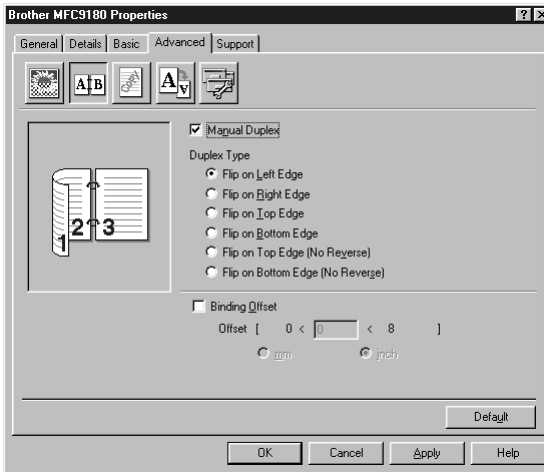 Brother MFC9180 Properties
General Details Basic Advanced Support
A B
A A
Manual Duplex
Duplex Type
Flip on Left Edge
Flip on Right Edge
Flip on Top Edge
Flip on Bottom Edge
Flip on Top Edge (No Reverse)
Flip on Bottom Edge (No Reverse)
1 2 3
Binding Offset
Offset [ 0 < 0 < 8 ]
mm inch
Default
OK Cancel Apply Help